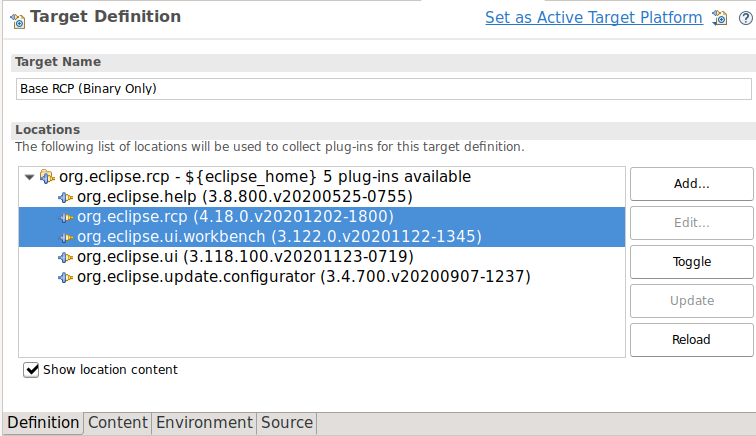 Target Definition
Set as Active Target Platform
Target Name
Base RCP (Binary Only)
Locations
The following list of locations will be used to collect plug-ins for this target definition.
org.eclipse.rcp - ${eclipse_home} 5 plug-ins available
org.eclipse.help (3.8.800.v20200525-0755)
org.eclipse.rcp (4.18.0.v20201202-1800)
org.eclipse.ui.workbench (3.122.0.v20201122-1345)
org.eclipse.ui (3.118.100.v20201123-0719)
org.eclipse.update.configurator (3.4.700.v20200907-1237)
Add...
Edit...
Toggle
Update
Reload
Show location content
Definition Content Environment Source